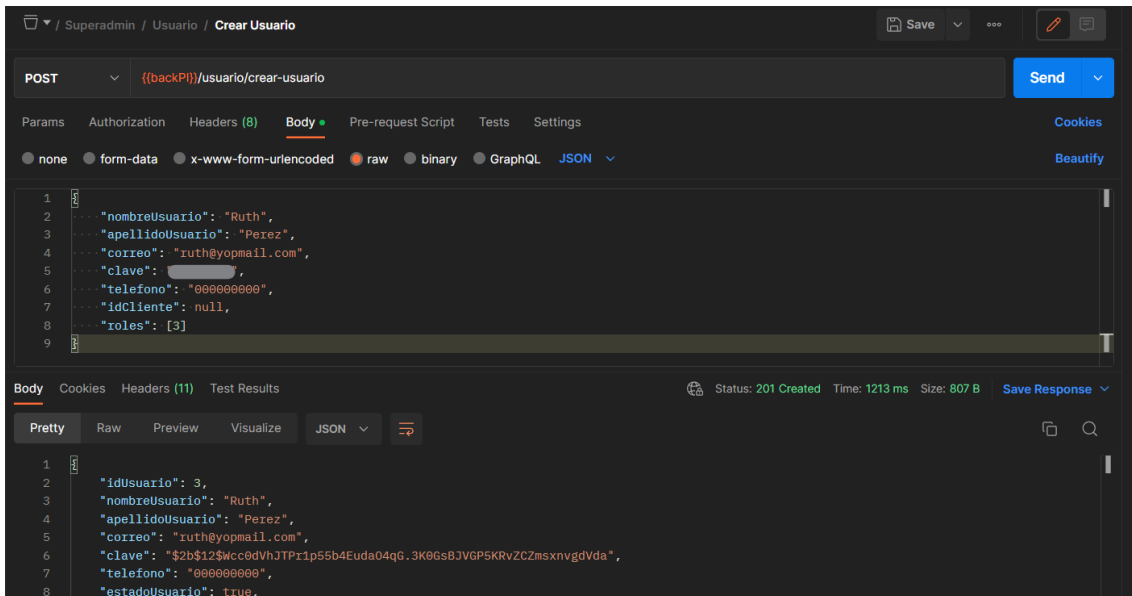 / Superadmin / Usuario / Crear Usuario Save
POST {{backPI}}/usuario/crear-usuario Send
Params Authorization Headers (8) Body Pre-request Script Tests Settings Cookies
none form-data x-www-form-urlencoded raw binary GraphQL JSON Beautify
1 {
2 "nombreUsuario": "Ruth",
3 "apellidoUsuario": "Perez",
4 "correo": "ruth@yopmail.com",
5 "clave": " ",
6 "telefono": "000000000",
7 "idCliente": null,
8 "roles": [3]
9 }
Body Cookies Headers (11) Test Results Status: 201 Created Time: 1213 ms Size: 807 B Save Response
Pretty Raw Preview Visualize JSON
1 {
2 "idUsuario": 3,
3 "nombreUsuario": "Ruth",
4 "apellidoUsuario": "Perez",
5 "correo": "ruth@yopmail.com",
6 "clave": "$2b$12$Wcc0dVhJTPr1p55b4EudaO4qG.3K0GsBJVGP5KRvZCZmsxnvgdVda",
7 "telefono": "000000000",
8 "estadoUsuario": true,